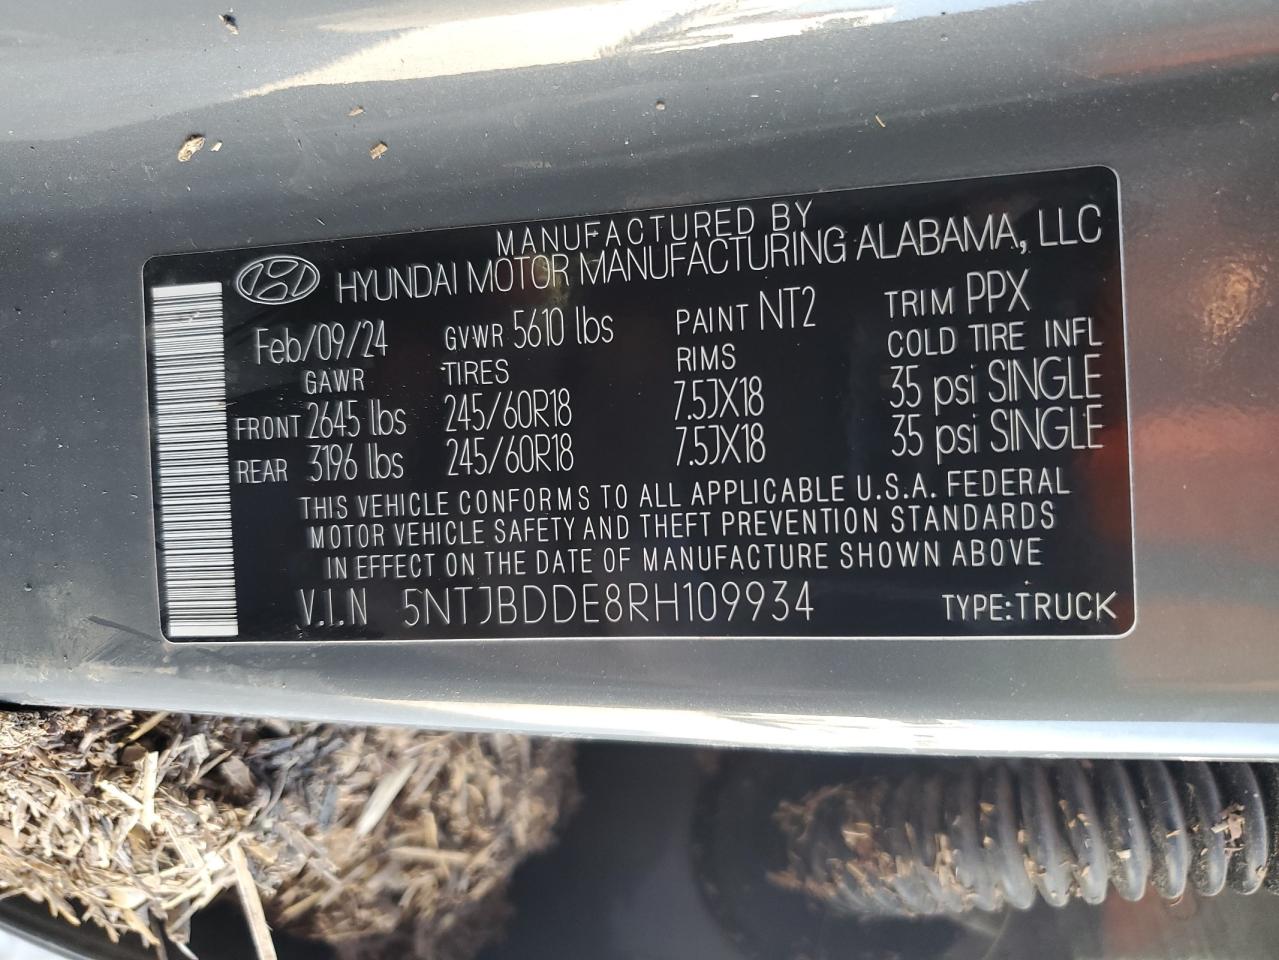 MANUFACTURED BY
HYUNDAI MOTOR MANUFACTURING ALABAMA, LLC
Feb/09/24 GVWR 5610 lbs PAINT NT2 TRIM PPX
GAWR TIRES RIMS COLD TIRE INFL
FRONT 2645 lbs 245/60R18 7.5JX18 35 psi SINGLE
REAR 3196 lbs 245/60R18 7.5JX18 35 psi SINGLE
THIS VEHICLE CONFORMS TO ALL APPLICABLE U.S.A. FEDERAL
MOTOR VEHICLE SAFETY AND THEFT PREVENTION STANDARDS
IN EFFECT ON THE DATE OF MANUFACTURE SHOWN ABOVE
V.I.N 5NTJBDDE8RH109934 TYPE:TRUCK